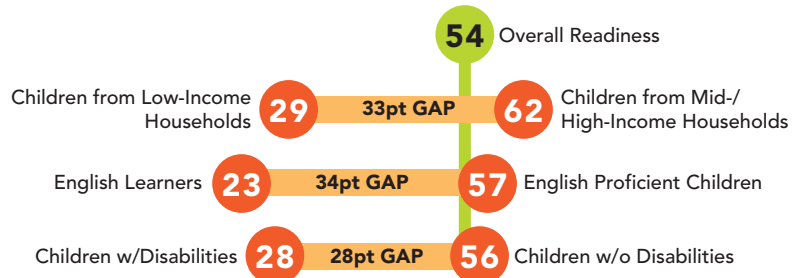 54 Overall Readiness
Children from Low-Income
Households
29 33pt GAP 62
Children from Mid-/
High-Income Households
English Learners 23 34pt GAP 57 English Proficient Children
Children w/Disabilities 28 28pt GAP 56 Children w/o Disabilities